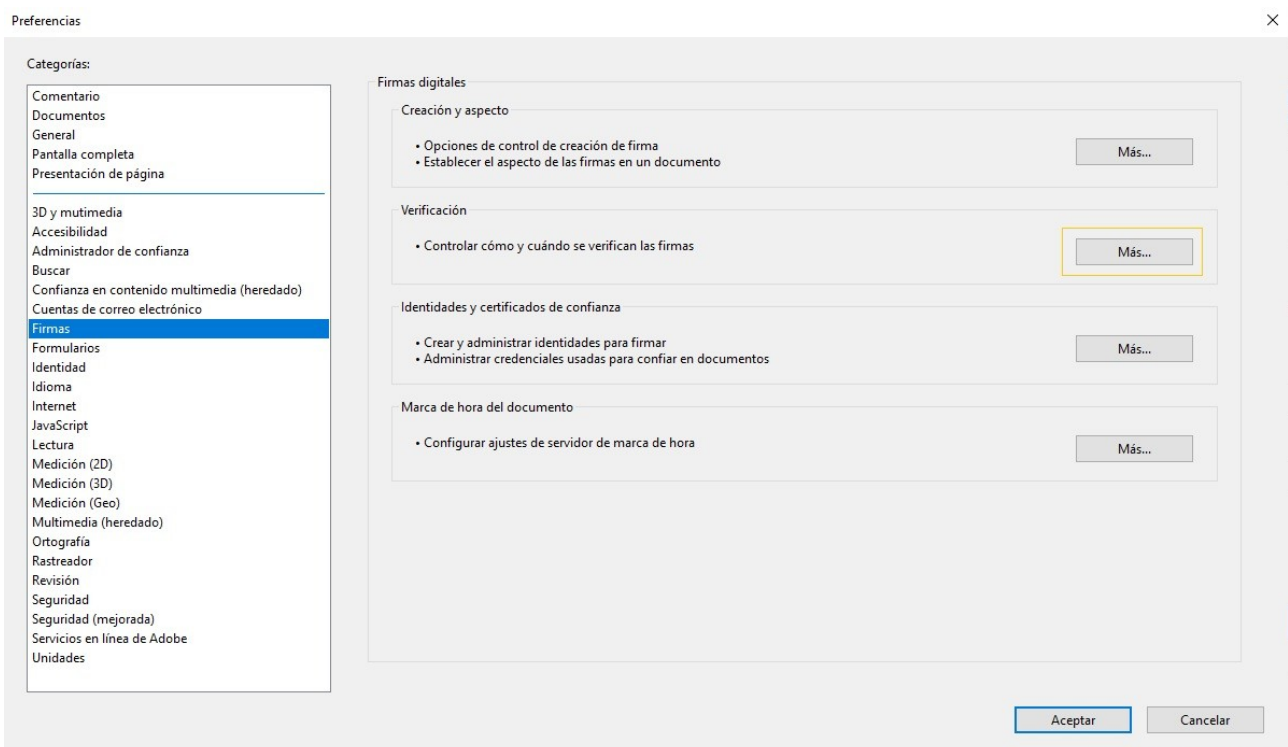 Preferencias
Categorías:
Comentario
Documentos
General
Pantalla completa
Presentación de página
3D y mutimedia
Accesibilidad
Administrador de confianza
Buscar
Confianza en contenido multimedia (heredado)
Cuentas de correo electrónico
Firmas
Formularios
Identidad
Idioma
Internet
JavaScript
Lectura
Medición (2D)
Medición (3D)
Medición (Geo)
Multimedia (heredado)
Ortografía
Rastreador
Revisión
Seguridad
Seguridad (mejorada)
Servicios en línea de Adobe
Unidades
Firmas digitales
Creación y aspecto
• Opciones de control de creación de firma
• Establecer el aspecto de las firmas en un documento
Más...
Verificación
• Controlar cómo y cuándo se verifican las firmas
Más...
Identidades y certificados de confianza
• Crear y administrar identidades para firmar
• Administrar credenciales usadas para confiar en documentos
Más...
Marca de hora del documento
• Configurar ajustes de servidor de marca de hora
Más...
Aceptar
Cancelar